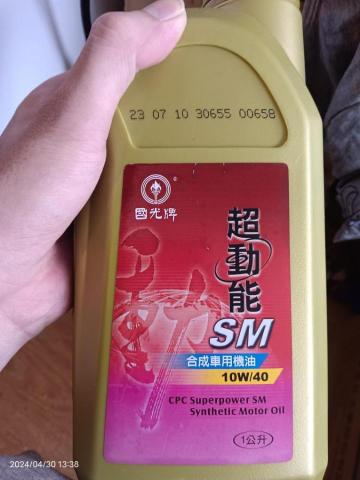 23 07 10 30655 00658
國光牌
超動能
SM
合成車用機油
10W/40
CPC Superpower SM
Synthetic Motor Oil
1公升
2024/04/30 13:38